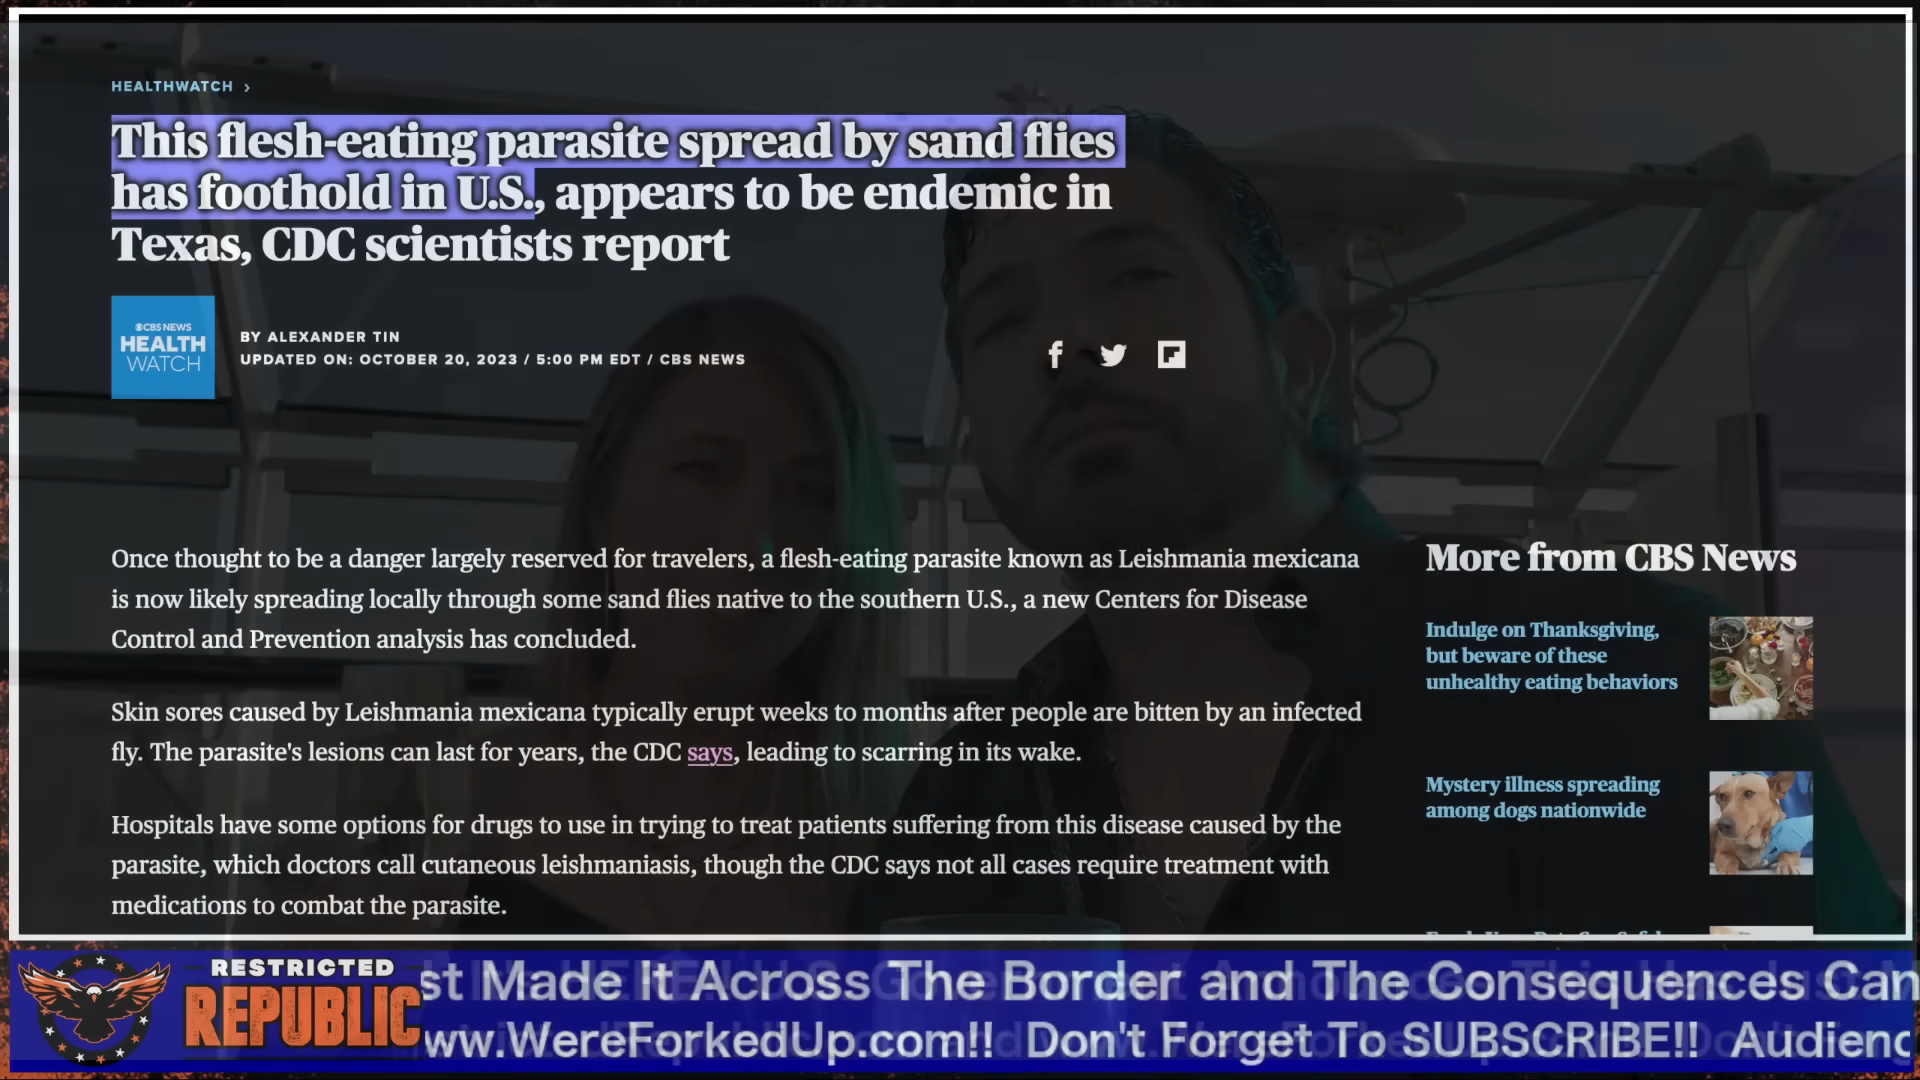 HEALTHWATCH >
This flesh-eating parasite spread by sand flies
has foothold in U.S., appears to be endemic in
Texas, CDC scientists report
CBS NEWS
HEALTH
WATCH
BY ALEXANDER TIN
UPDATED ON: OCTOBER 20, 2023 / 5:00 PM EDT / CBS NEWS
Once thought to be a danger largely reserved for travelers, a flesh-eating parasite known as Leishmania mexicana
is now likely spreading locally through some sand flies native to the southern U.S., a new Centers for Disease
Control and Prevention analysis has concluded.
Skin sores caused by Leishmania mexicana typically erupt weeks to months after people are bitten by an infected
fly. The parasite's lesions can last for years, the CDC says, leading to scarring in its wake.
Hospitals have some options for drugs to use in trying to treat patients suffering from this disease caused by the
parasite, which doctors call cutaneous leishmaniasis, though the CDC says not all cases require treatment with
medications to combat the parasite.
More from CBS News
Indulge on Thanksgiving,
but beware of these
unhealthy eating behaviors
Mystery illness spreading
among dogs nationwide
RESTRICTED
REPUBLIC
st Made It Across The Border and The Consequences Can
ww.WereForkedUp.com!! Don't Forget To SUBSCRIBE!! Audienc